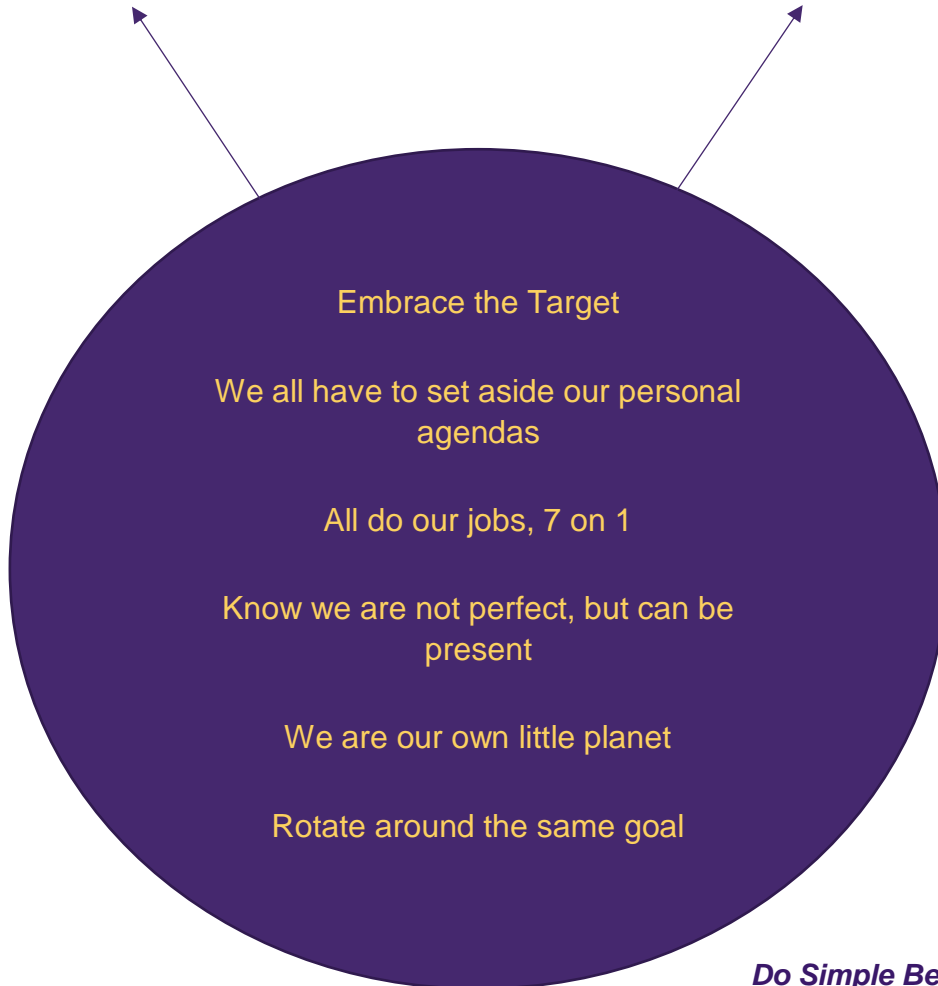 Embrace the Target
We all have to set aside our personal
agendas
All do our jobs, 7 on 1
Know we are not perfect, but can be
present
We are our own little planet
Rotate around the same goal
Do Simple